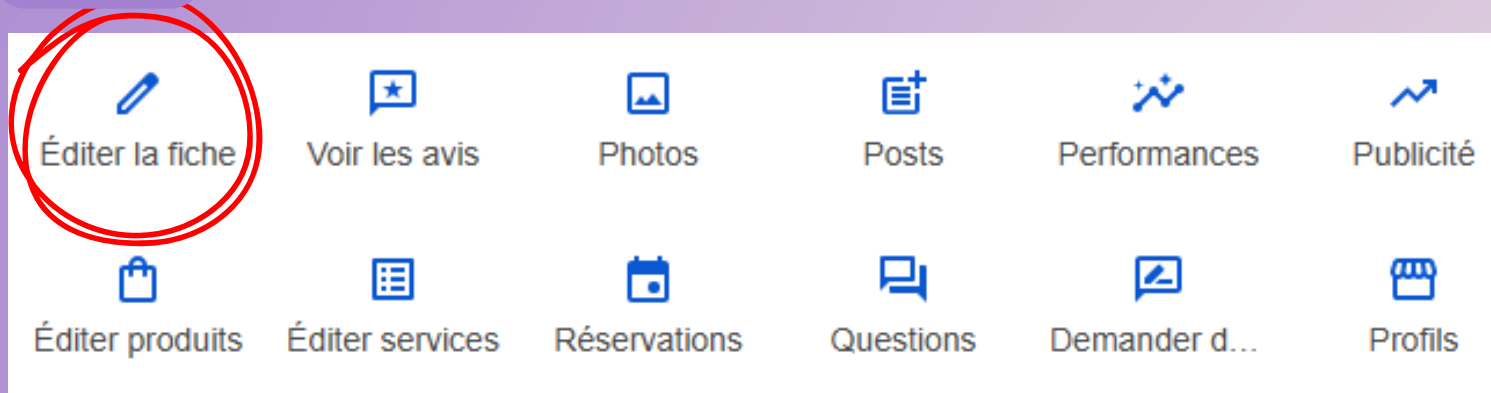 Éditer la fiche Voir les avis Photos Posts Performances Publicité
Éditer produits Éditer services Réservations Questions Demander d... Profils